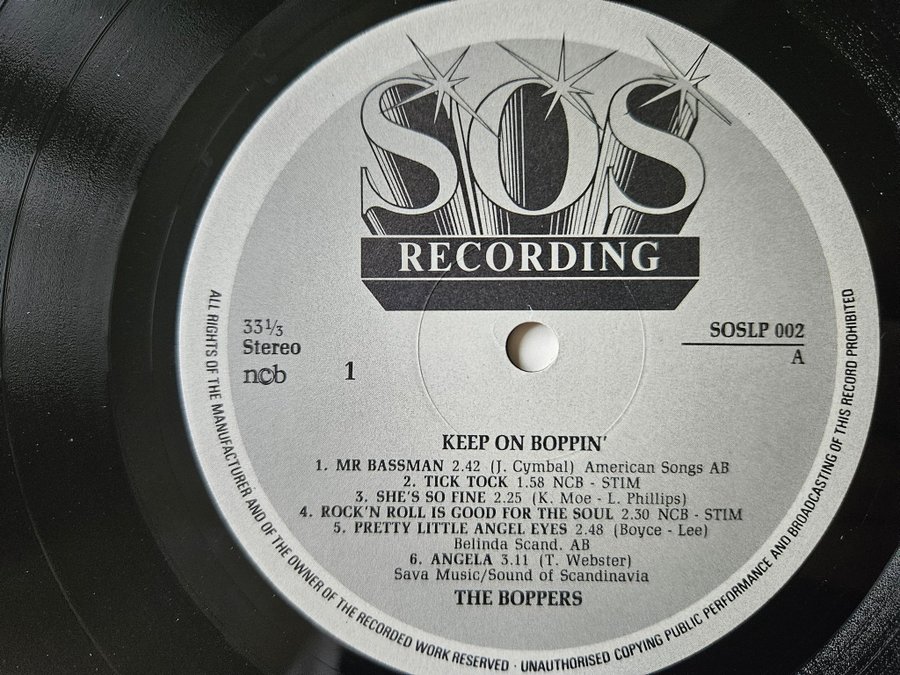 SOS
RECORDING
33 1/3
Stereo
ncb
1
SOSLP 002
A
KEEP ON BOPPIN'
1. MR BASSMAN 2.42 (J. Cymbal) American Songs AB
2. TICK TOCK 1.58 NCB - STIM
3. SHE'S SO FINE 2.25 (K. Moe - L. Phillips)
4. ROCK'N ROLL IS GOOD FOR THE SOUL 2.30 NCB - STIM
5. PRETTY LITTLE ANGEL EYES 2.48 (Boyce - Lee)
Belinda Scand. AB
6. ANGELA 3.11 (T. Webster)
Sava Music/Sound of Scandinavia
THE BOPPERS
ALL RIGHTS OF THE MANUFACTURER AND OF THE OWNER OF THE RECORDED WORK RESERVED · UNAUTHORISED COPYING PUBLIC PERFORMANCE AND BROADCASTING OF THIS RECORD PROHIBITED